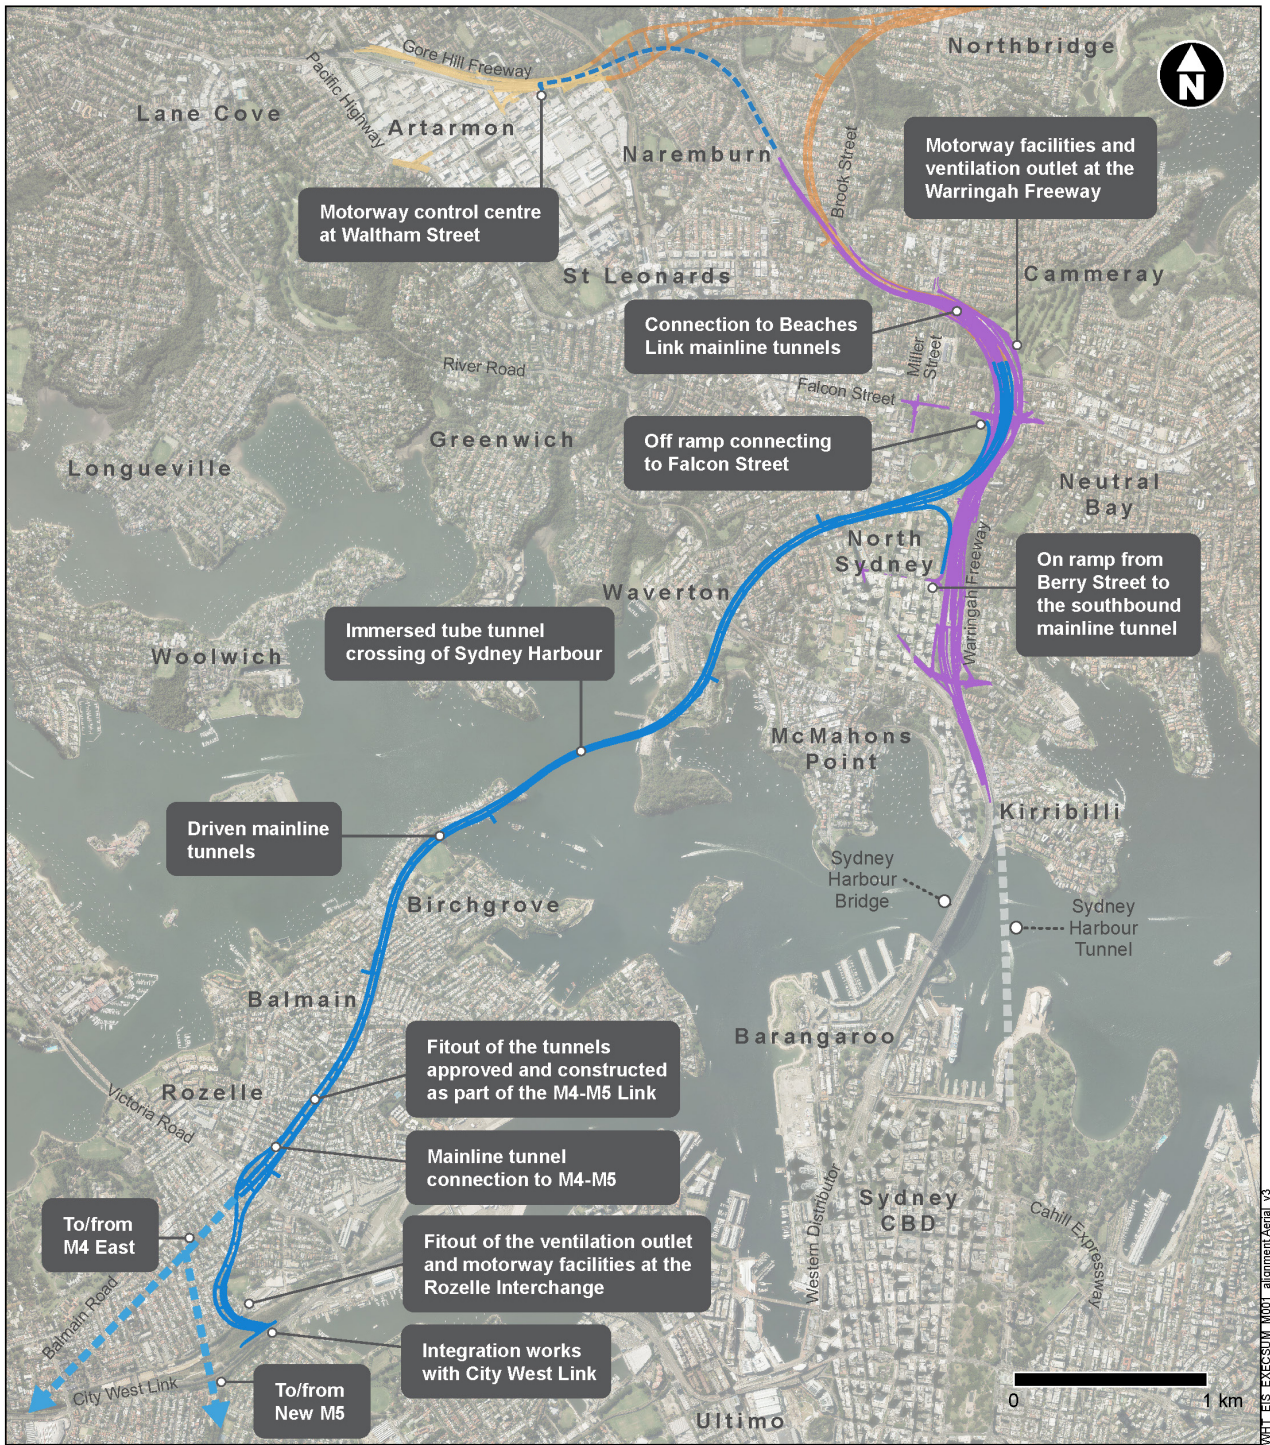 Gore Hill Freeway
Northbridge
Pacific Highway
N
Lane Cove
Artarmon
Naremburn
Brook Street
Motorway facilities and
ventilation outlet at the
Warringah Freeway
Motorway control centre
at Waltham Street
St Leonards
Cammeray
Connection to Beaches
Link mainline tunnels
Miller
Street
River Road
Falcon Street
Greenwich
Off ramp connecting
to Falcon Street
Longueville
Neutral
Bay
North
Sydney
Warringah Freeway
On ramp from
Berry Street to
the southbound
mainline tunnel
Waverton
Immersed tube tunnel
crossing of Sydney Harbour
Woolwich
McMahons
Point
Kirribilli
Driven mainline
tunnels
Sydney
Harbour
Bridge
Birchgrove
Sydney
Harbour
Tunnel
Balmain
Barangaroo
Fitout of the tunnels
approved and constructed
as part of the M4-M5 Link
Rozelle
Victoria Road
Mainline tunnel
connection to M4-M5
Western Distributor
Sydney
CBD
Cahill Expressway
To/from
M4 East
Fitout of the ventilation outlet
and motorway facilities at the
Rozelle Interchange
Balmain Road
Integration works
with City West Link
City West Link
To/from
New M5
Ultimo
0
1 km
WHT_EIS_EXECSUM_M001_alignment Aerial_v3